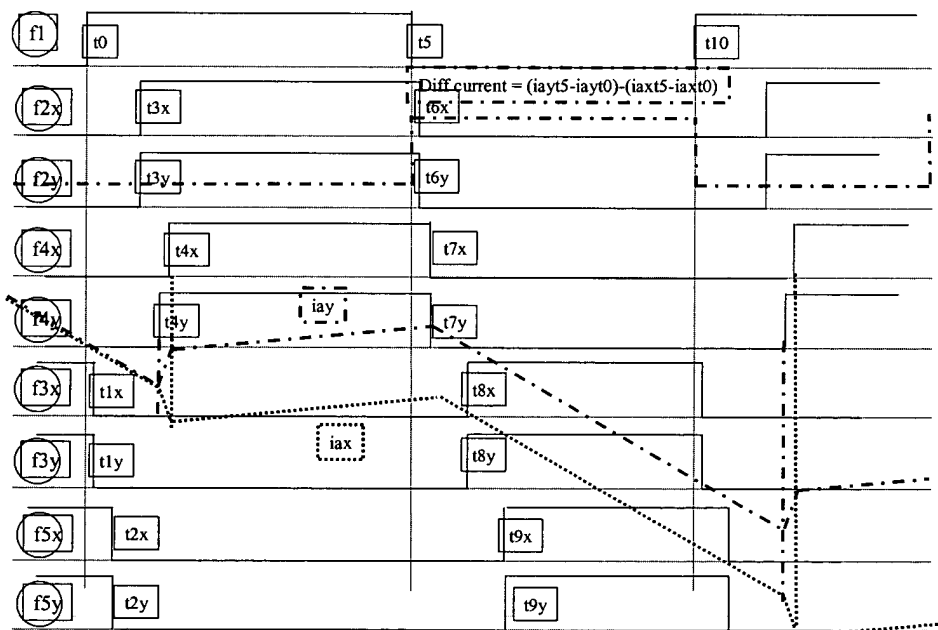 f1 t0 t5 t10
Diff current = (iayt5-iayt0)-(iaxt5-iaxt0)
f2x t3x t6x
f2y t3y t6y
f4x t4x t7x
iay
f4y t4y t7y
f3x t1x t8x
iax
f3y t1y t8y
f5x t2x t9x
f5y t2y t9y